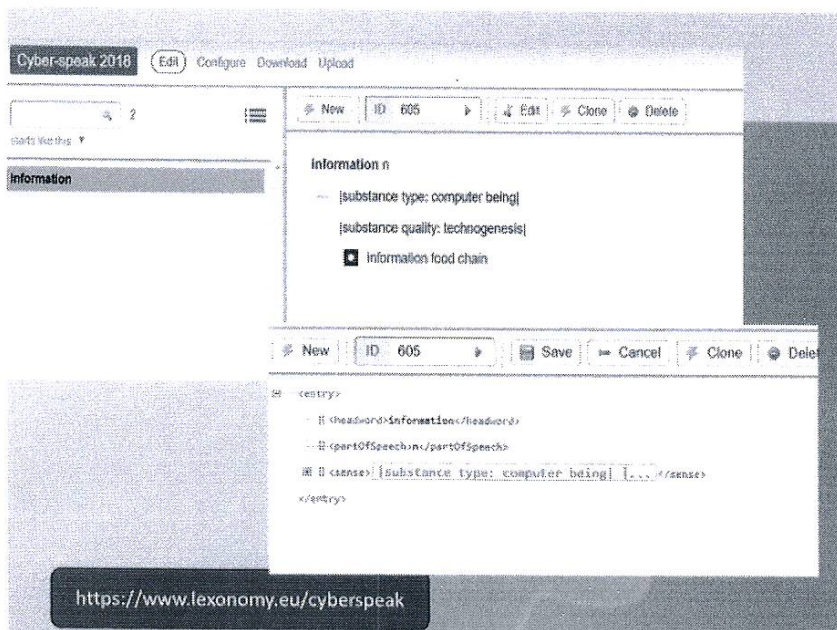 Cyber-speak 2018 Edit Configure Download Upload
2
starts like this
information
New ID 605 Edit Clone Delete
information n
|substance type: computer being|
|substance quality: technogenesis|
information food chain
New ID 605 Save Cancel Clone Delet
<entry>
<headword>information</headword>
<partOfSpeech>n</partOfSpeech>
<sense> |substance type: computer being| |... </sense>
</entry>
https://www.lexonomy.eu/cyberspeak